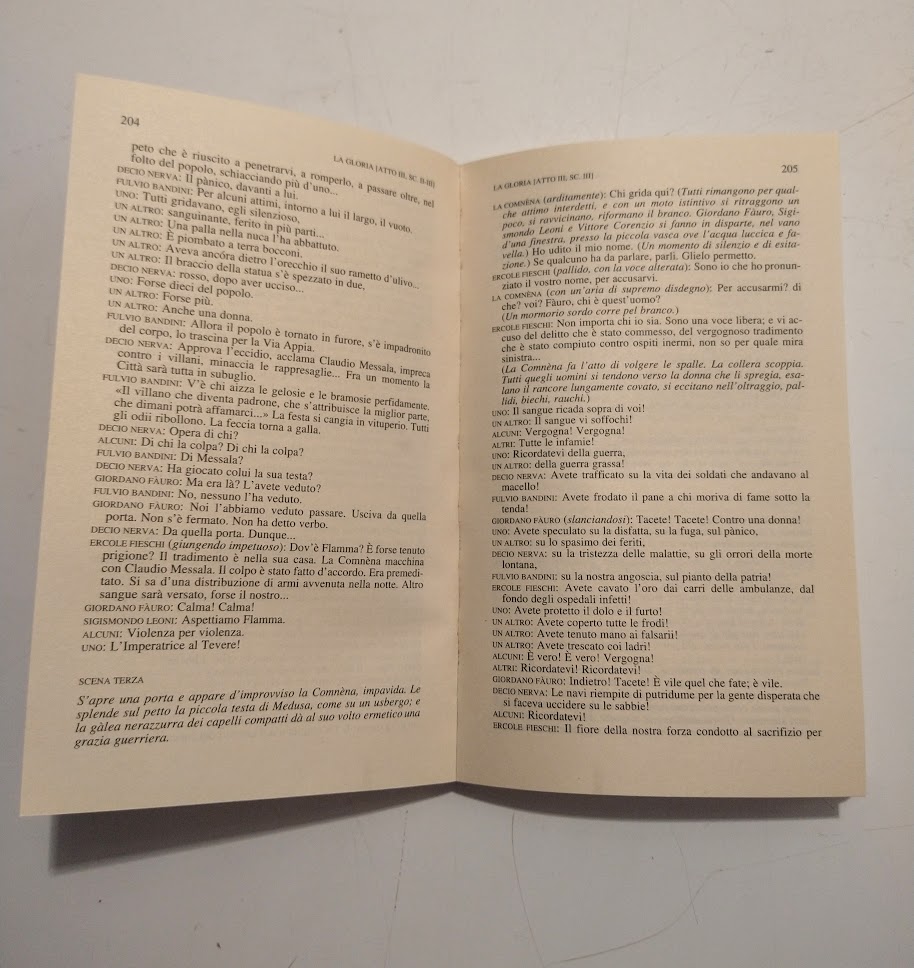 204
LA GLORIA [ATTO III, SC. II-III]
peto che è riuscito a penetrarvi, a romperlo, a passare oltre, nel
folto del popolo, schiacciando più d'uno...
DECIO NERVA: Il pànico, davanti a lui.
FULVIO BANDINI: Per alcuni attimi, intorno a lui il largo, il vuoto.
UNO: Tutti gridavano, egli silenzioso,
UN ALTRO: sanguinante, ferito in più parti...
UN ALTRO: Una palla nella nuca l'ha abbattuto.
UN ALTRO: È piombato a terra bocconi.
UN ALTRO: Aveva ancóra dietro l'orecchio il suo rametto d'ulivo...
UN ALTRO: Il braccio della statua s'è spezzato in due,
DECIO NERVA: rosso, dopo aver ucciso...
UNO: Forse dieci del popolo.
UN ALTRO: Forse più.
UN ALTRO: Anche una donna.
FULVIO BANDINI: Allora il popolo è tornato in furore, s'è impadronito
del corpo, lo trascina per la Via Appia.
DECIO NERVA: Approva l'eccidio, acclama Claudio Messala, impreca
contro i villani, minaccia le rappresaglie... Fra un momento la
Città sarà tutta in subuglio.
FULVIO BANDINI: V'è chi aizza le gelosie e le bramosie perfidamente.
«Il villano che diventa padrone, che s'attribuisce la miglior parte,
che dimani potrà affamarci...» La festa si cangia in vituperio. Tutti
gli odii ribollono. La feccia torna a galla.
DECIO NERVA: Opera di chi?
ALCUNI: Di chi la colpa? Di chi la colpa?
FULVIO BANDINI: Di Messala?
DECIO NERVA: Ha giocato colui la sua testa?
GIORDANO FÀURO: Ma era là? L'avete veduto?
FULVIO BANDINI: No, nessuno l'ha veduto.
GIORDANO FÀURO: Noi l'abbiamo veduto passare. Usciva da quella
porta. Non s'è fermato. Non ha detto verbo.
DECIO NERVA: Da quella porta. Dunque...
ERCOLE FIESCHI (giungendo impetuoso): Dov'è Flamma? È forse tenuto
prigione? Il tradimento è nella sua casa. La Comnèna macchina
con Claudio Messala. Il colpo è stato fatto d'accordo. Era premedi-
tato. Si sa d'una distribuzione di armi avvenuta nella notte. Altro
sangue sarà versato, forse il nostro...
GIORDANO FÀURO: Calma! Calma!
SIGISMONDO LEONI: Aspettiamo Flamma.
ALCUNI: Violenza per violenza.
UNO: L'Imperatrice al Tevere!
SCENA TERZA
S'apre una porta e appare d'improvviso la Comnèna, impavida. Le
splende sul petto la piccola testa di Medusa, come su un usbergo; e
la gàlea nerazzurra dei capelli compatti dà al suo volto ermetico una
grazia guerriera.
LA GLORIA [ATTO III, SC. III]
205
LA COMNÈNA (arditamente): Chi grida qui? (Tutti rimangono per qual-
che attimo interdetti, e con un moto istintivo si ritraggono un
poco, si ravvicinano, riformano il branco. Giordano Fàuro, Sigi-
smondo Leoni e Vittore Corenzio si fanno in disparte, nel vano
d'una finestra, presso la piccola vasca ove l'acqua luccica e fa-
vella.) Ho udito il mio nome. (Un momento di silenzio e di esita-
zione.) Se qualcuno ha da parlare, parli. Glielo permetto.
ERCOLE FIESCHI (pallido, con la voce alterata): Sono io che ho pronun-
ziato il vostro nome, per accusarvi.
LA COMNÈNA (con un'aria di supremo disdegno): Per accusarmi? di
che? voi? Fàuro, chi è quest'uomo?
(Un mormorio sordo corre pel branco.)
ERCOLE FIESCHI: Non importa chi io sia. Sono una voce libera; e vi ac-
cuso del delitto che è stato commesso, del vergognoso tradimento
che è stato compiuto contro ospiti inermi, non so per quale mira
sinistra...
(La Comnèna fa l'atto di volgere le spalle. La collera scoppia.
Tutti quegli uomini si tendono verso la donna che li spregia, esa-
lano il rancore lungamente covato, si eccitano nell'oltraggio, pal-
lidi, biechi, rauchi.)
UNO: Il sangue ricada sopra di voi!
UN ALTRO: Il sangue vi soffochi!
ALCUNI: Vergogna! Vergogna!
ALTRI: Tutte le infamie!
UNO: Ricordatevi della guerra,
UN ALTRO: della guerra grassa!
DECIO NERVA: Avete trafficato su la vita dei soldati che andavano al
macello!
FULVIO BANDINI: Avete frodato il pane a chi moriva di fame sotto la
tenda!
GIORDANO FÀURO (slanciandosi): Tacete! Tacete! Contro una donna!
UNO: Avete speculato su la disfatta, su la fuga, sul pànico,
UN ALTRO: su lo spasimo dei feriti,
DECIO NERVA: su la tristezza delle malattie, su gli orrori della morte
lontana,
FULVIO BANDINI: su la nostra angoscia, sul pianto della patria!
ERCOLE FIESCHI: Avete cavato l'oro dai carri delle ambulanze, dal
fondo degli ospedali infetti!
UNO: Avete protetto il dolo e il furto!
UN ALTRO: Avete coperto tutte le frodi!
UN ALTRO: Avete tenuto mano ai falsarii!
UN ALTRO: Avete trescato coi ladri!
ALCUNI: È vero! È vero! Vergogna!
ALTRI: Ricordatevi! Ricordatevi!
GIORDANO FÀURO: Indietro! Tacete! È vile quel che fate; è vile.
DECIO NERVA: Le navi riempite di putridume per la gente disperata che
si faceva uccidere su le sabbie!
ALCUNI: Ricordatevi!
ERCOLE FIESCHI: Il fiore della nostra forza condotto al sacrifizio per